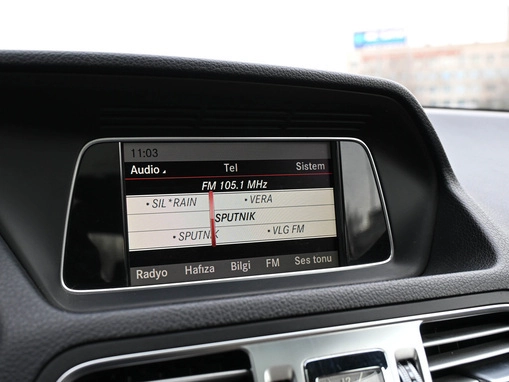 11:03
Audio Tel Sistem
FM 105.1 MHz
• SIL*RAIN • VERA
SPUTNIK
• SPUTNIK • VLG FM
Radyo Hafıza Bilgi FM Ses tonu
12